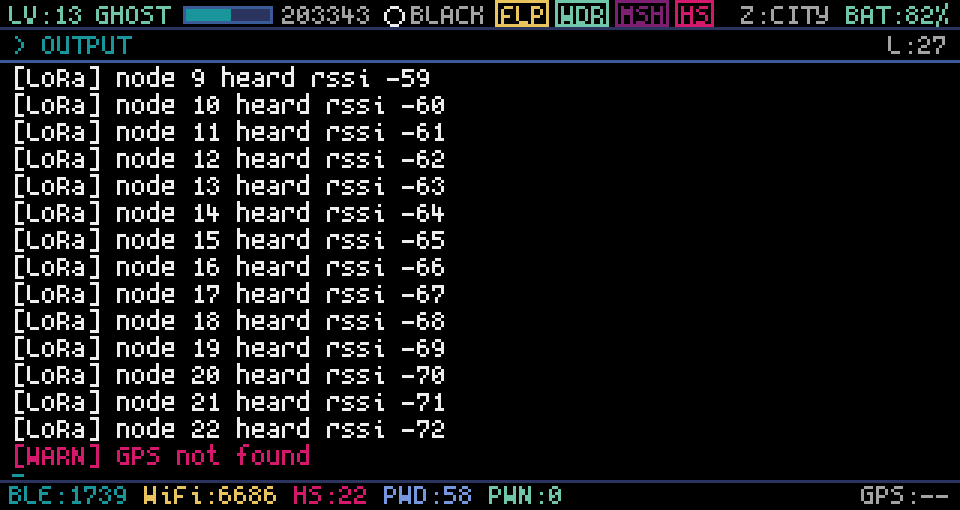 LV:13 GHOST 203343 BLACK FLP WDR MSH HS Z:CITY BAT:82%
> OUTPUT L:27
[LoRa] node 9 heard rssi -59
[LoRa] node 10 heard rssi -60
[LoRa] node 11 heard rssi -61
[LoRa] node 12 heard rssi -62
[LoRa] node 13 heard rssi -63
[LoRa] node 14 heard rssi -64
[LoRa] node 15 heard rssi -65
[LoRa] node 16 heard rssi -66
[LoRa] node 17 heard rssi -67
[LoRa] node 18 heard rssi -68
[LoRa] node 19 heard rssi -69
[LoRa] node 20 heard rssi -70
[LoRa] node 21 heard rssi -71
[LoRa] node 22 heard rssi -72
[WARN] GPS not found
_
BLE:1739 WiFi:6686 HS:22 PWD:58 PWN:0 GPS:--